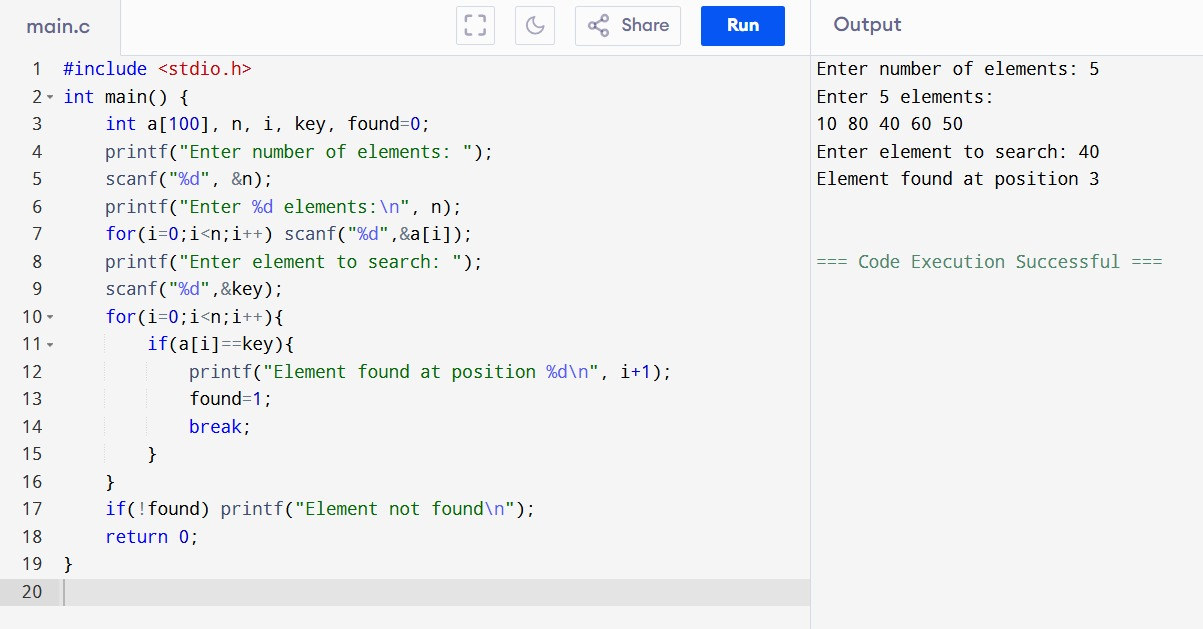 main.c
Share
Run
Output
1 #include <stdio.h>
2 int main() {
3     int a[100], n, i, key, found=0;
4     printf("Enter number of elements: ");
5     scanf("%d", &n);
6     printf("Enter %d elements:\n", n);
7     for(i=0;i<n;i++) scanf("%d",&a[i]);
8     printf("Enter element to search: ");
9     scanf("%d",&key);
10     for(i=0;i<n;i++){
11         if(a[i]==key){
12             printf("Element found at position %d\n", i+1);
13             found=1;
14             break;
15         }
16     }
17     if(!found) printf("Element not found\n");
18     return 0;
19 }
20
Enter number of elements: 5
Enter 5 elements:
10 80 40 60 50
Enter element to search: 40
Element found at position 3
=== Code Execution Successful ===